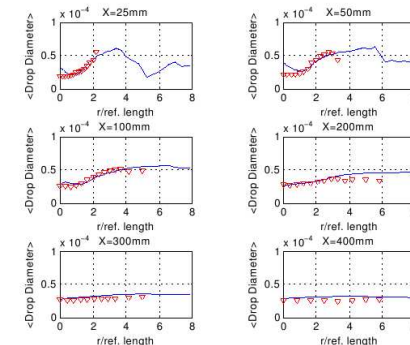 x 10⁻⁴ X=25mm
1
0.5
0
0 2 4 6 8
r/ref. length
<Drop Diameter>
x 10⁻⁴ X=50mm
1
0.5
0
0 2 4 6
r/ref. length
<Drop Diameter>
x 10⁻⁴ X=100mm
1
0.5
0
0 2 4 6 8
r/ref. length
<Drop Diameter>
x 10⁻⁴ X=200mm
1
0.5
0
0 2 4 6
r/ref. length
<Drop Diameter>
x 10⁻⁴ X=300mm
1
0.5
0
0 2 4 6 8
r/ref. length
<Drop Diameter>
x 10⁻⁴ X=400mm
1
0.5
0
0 2 4 6
r/ref. length
<Drop Diameter>